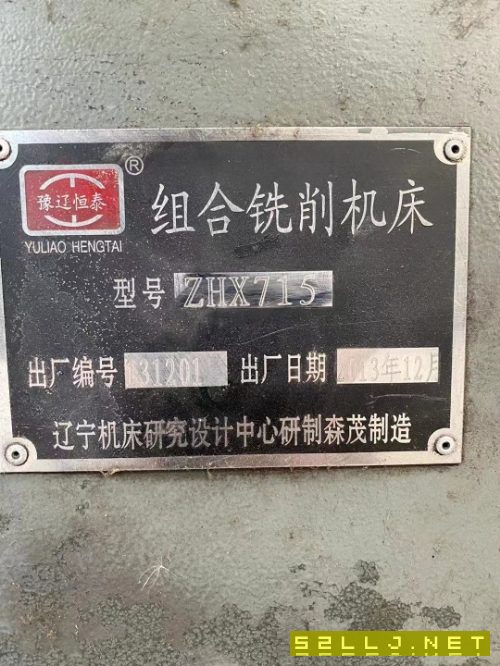 豫辽恒泰
®
YULIAO HENGTAI
组合铣削机床
型号 ZHX715
出厂编号 131201 出厂日期 2013年12月
辽宁机床研究设计中心研制森茂制造
52LLJ.NET